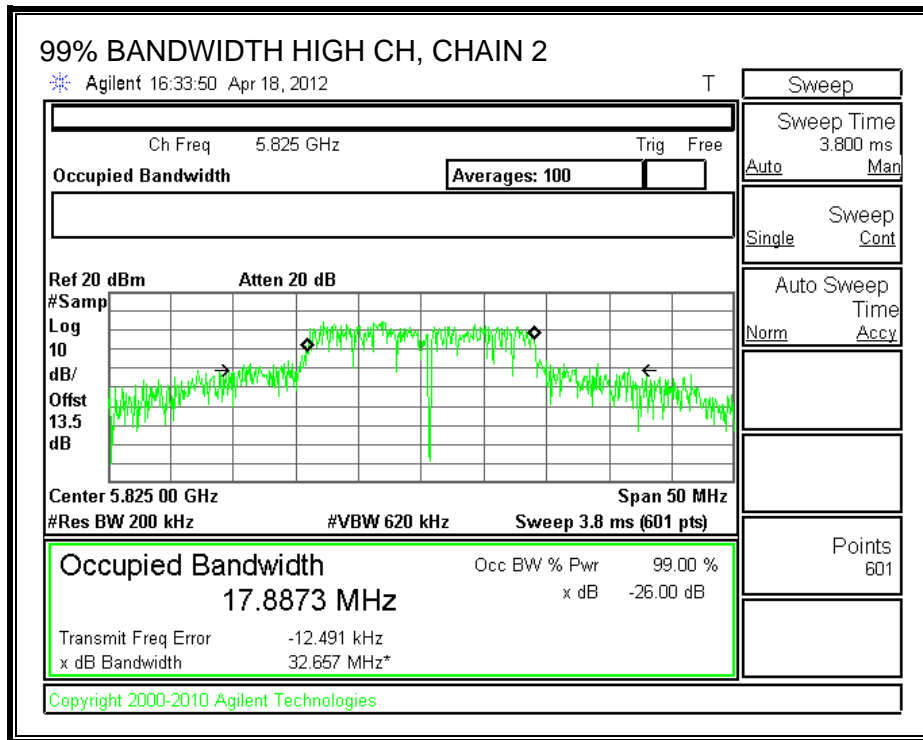 99% BANDWIDTH HIGH CH, CHAIN 2
Agilent 16:33:50 Apr 18, 2012 T
Ch Freq 5.825 GHz Trig Free
Occupied Bandwidth Averages: 100
Ref 20 dBm Atten 20 dB
#Samp
Log
10
dB/
Offst
13.5
dB
Center 5.825 00 GHz Span 50 MHz
#Res BW 200 kHz #VBW 620 kHz Sweep 3.8 ms (601 pts)
Occupied Bandwidth Occ BW % Pwr 99.00 %
17.8873 MHz x dB -26.00 dB
Transmit Freq Error -12.491 kHz
x dB Bandwidth 32.657 MHz*
Copyright 2000-2010 Agilent Technologies
Sweep
Sweep Time
3.800 ms
Auto Man
Sweep
Single Cont
Auto Sweep
Time
Norm Accy
Points
601